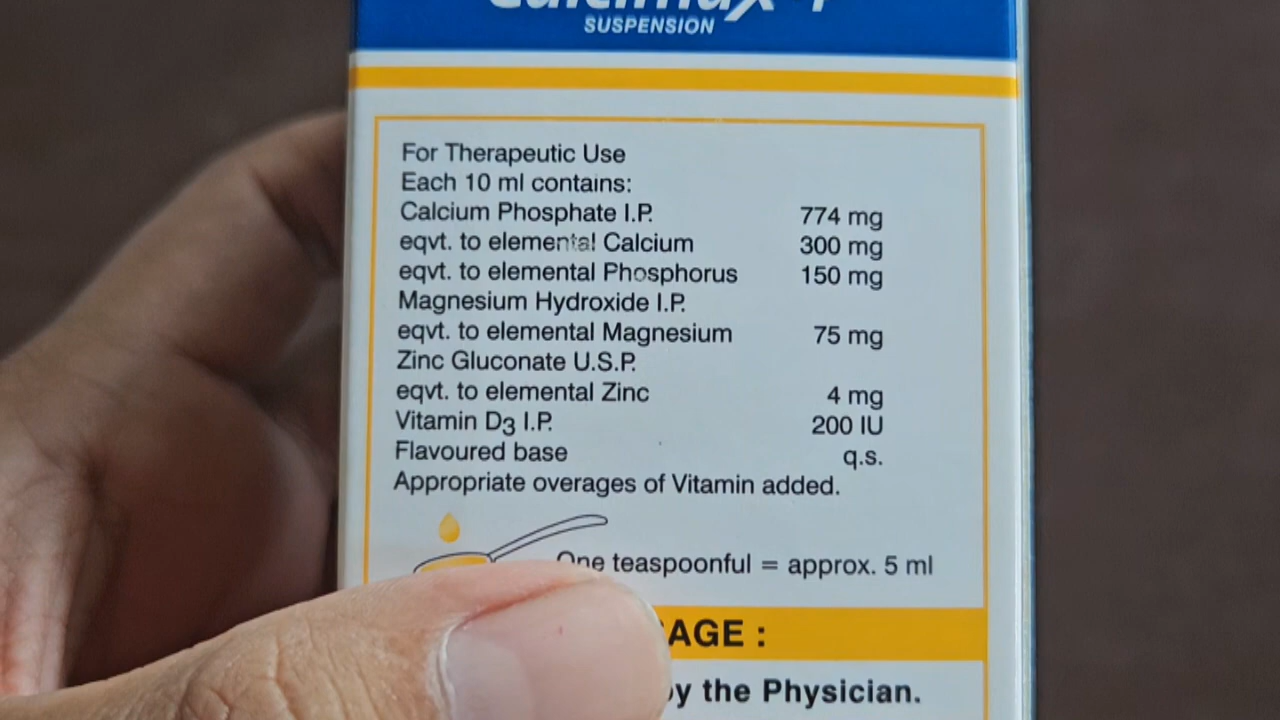 SUSPENSION
For Therapeutic Use
Each 10 ml contains:
Calcium Phosphate I.P. 774 mg
eqvt. to elemental Calcium 300 mg
eqvt. to elemental Phosphorus 150 mg
Magnesium Hydroxide I.P.
eqvt. to elemental Magnesium 75 mg
Zinc Gluconate U.S.P.
eqvt. to elemental Zinc 4 mg
Vitamin D3 I.P. 200 IU
Flavoured base q.s.
Appropriate overages of Vitamin added.
One teaspoonful = approx. 5 ml
the Physician.